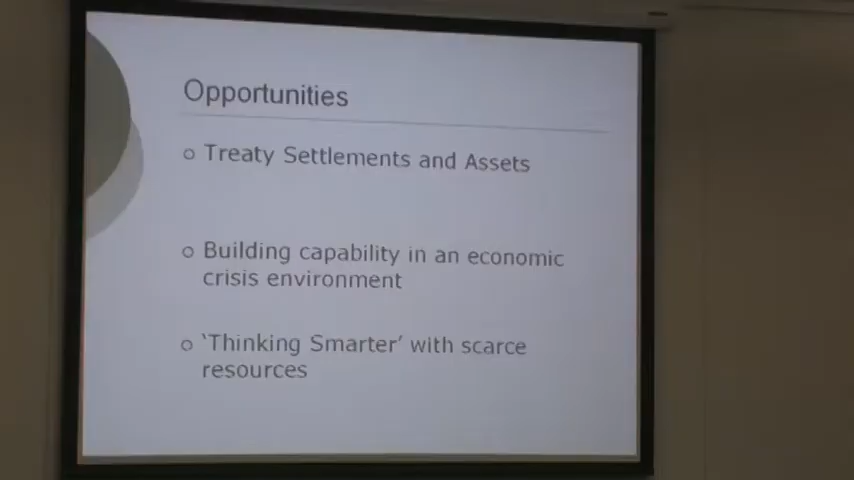 Opportunities
Treaty Settlements and Assets
Building capability in an economic
crisis environment
‘Thinking Smarter’ with scarce
resources